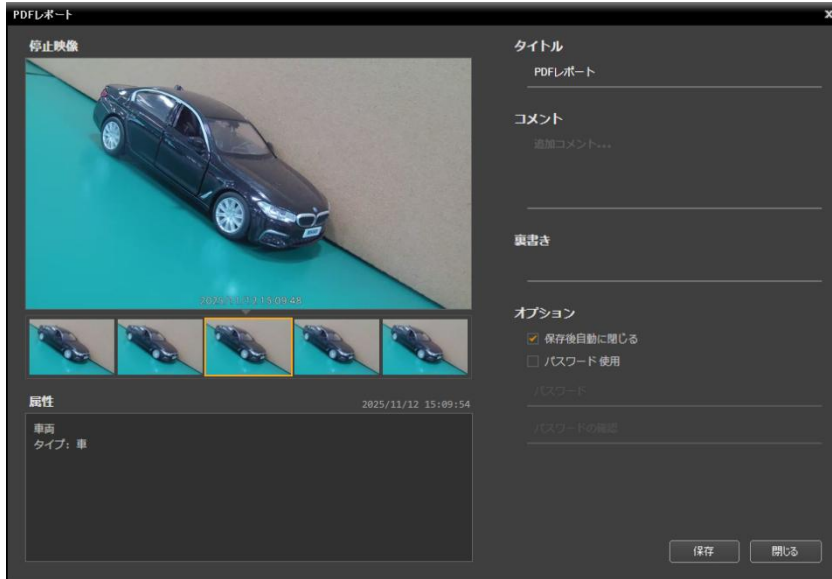 PDFレポート
X
停止映像
15:09:48
属性
2025/11/12 15:09:54
車両
タイプ: 車
タイトル
PDFレポート
コメント
追加コメント...
裏書き
オプション
保存後自動に閉じる
パスワード 使用
パスワード
パスワードの確認
保存
閉じる